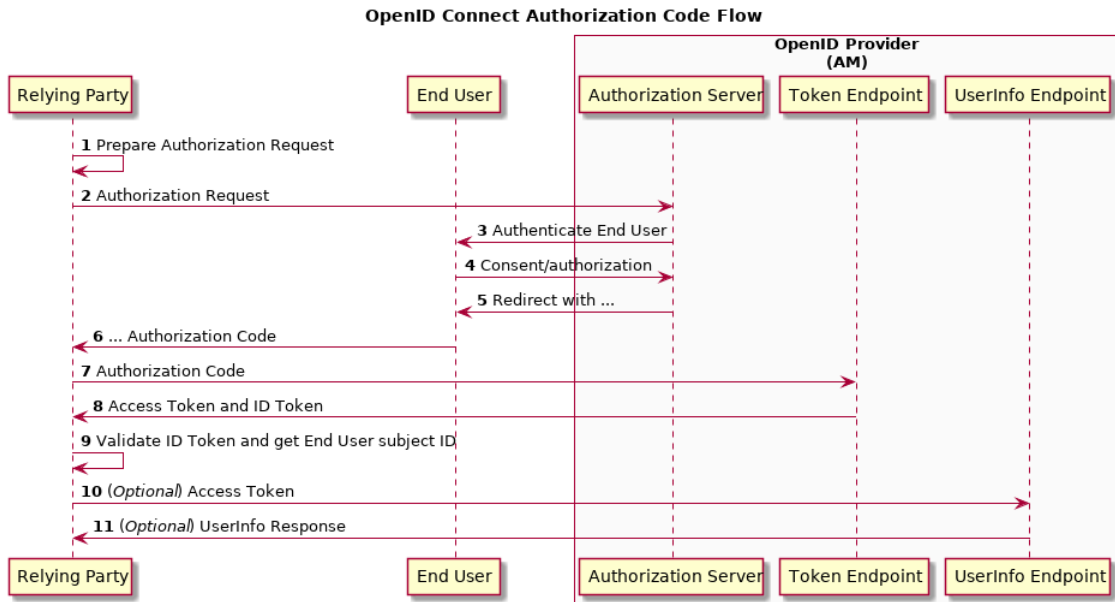 OpenID Connect Authorization Code Flow
OpenID Provider
(AM)
Relying Party
End User
Authorization Server
Token Endpoint
UserInfo Endpoint
1 Prepare Authorization Request
2 Authorization Request
3 Authenticate End User
4 Consent/authorization
5 Redirect with ...
6 ... Authorization Code
7 Authorization Code
8 Access Token and ID Token
9 Validate ID Token and get End User subject ID
10 (Optional) Access Token
11 (Optional) UserInfo Response
Relying Party
End User
Authorization Server
Token Endpoint
UserInfo Endpoint